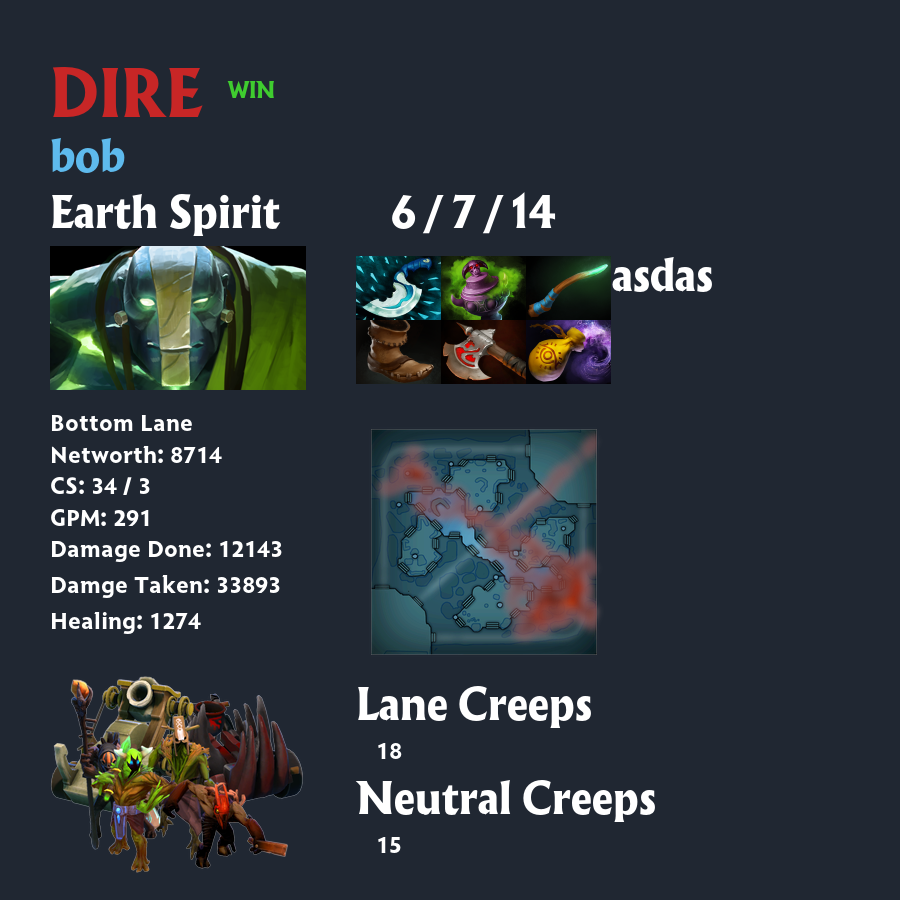 DIRE WIN
bob
Earth Spirit 6 / 7 / 14
asdas
Bottom Lane
Networth: 8714
CS: 34 / 3
GPM: 291
Damage Done: 12143
Damge Taken: 33893
Healing: 1274
Lane Creeps
18
Neutral Creeps
15